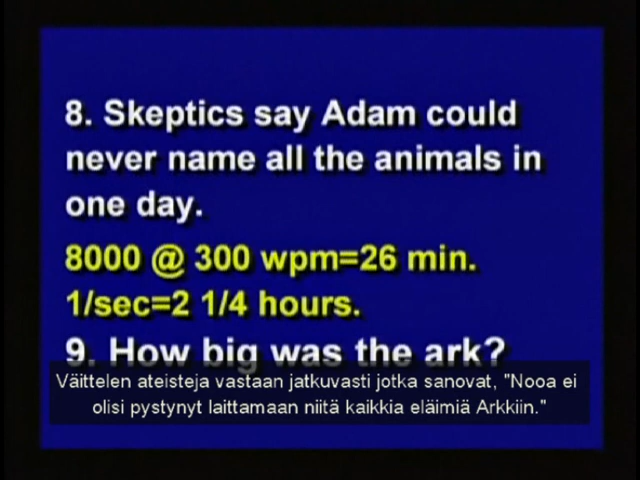 8. Skeptics say Adam could
never name all the animals in
one day.
8000 @ 300 wpm=26 min.
1/sec=2 1/4 hours.
9. How big was the ark?
Väittelen ateisteja vastaan jatkuvasti jotka sanovat, "Nooa ei
olisi pystynyt laittamaan niitä kaikkia eläimiä Arkkiin."